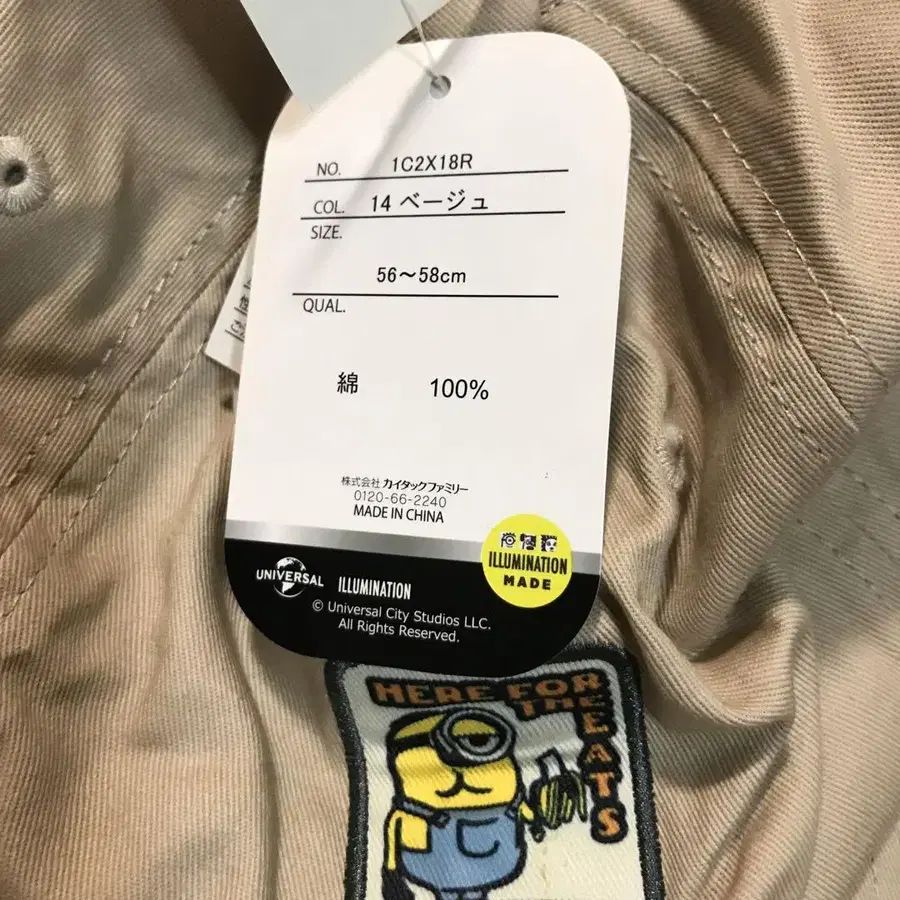 NO. 1C2X18R
COL. 14 ベージュ
SIZE.
56～58cm
QUAL.
綿 100%
株式会社 カイタックファミリー
0120-66-2240
MADE IN CHINA
ILLUMINATION
MADE
UNIVERSAL ILLUMINATION
© Universal City Studios LLC.
All Rights Reserved.
HERE FOR
THE
EATS